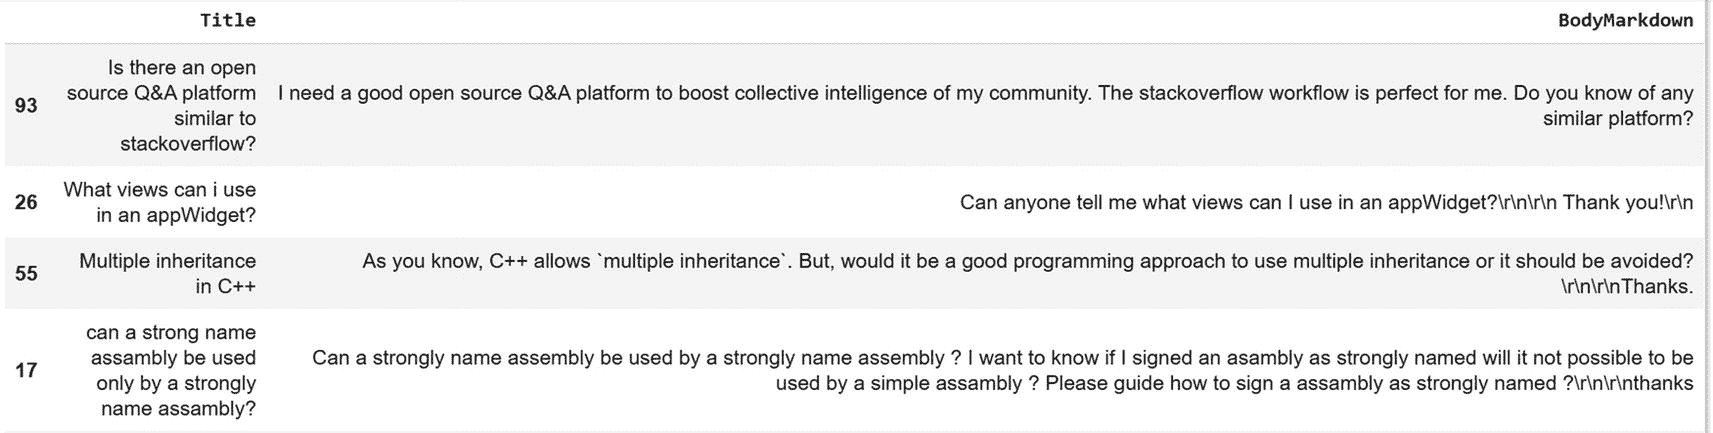 Title BodyMarkdown
93 Is there an open source Q&A platform similar to stackoverflow? I need a good open source Q&A platform to boost collective intelligence of my community. The stackoverflow workflow is perfect for me. Do you know of any similar platform?
26 What views can i use in an appWidget? Can anyone tell me what views can I use in an appWidget?\r\n\r\n Thank you!\r\n
55 Multiple inheritance in C++ As you know, C++ allows `multiple inheritance`. But, would it be a good programming approach to use multiple inheritance or it should be avoided? \r\n\r\nThanks.
17 can a strong name assambly be used only by a strongly name assambly? Can a strongly name assembly be used by a strongly name assembly ? I want to know if I signed an asambly as strongly named will it not possible to be used by a simple assambly ? Please guide how to sign a assambly as strongly named ?\r\n\r\nthanks